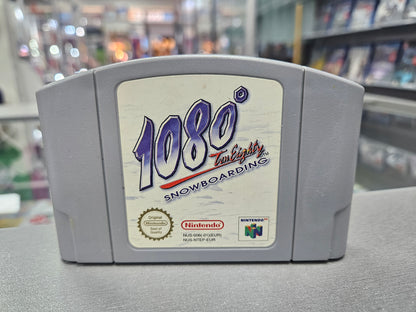 1080°
TenEighty
SNOWBOARDING
Original
Nintendo
Seal of
Quality
Nintendo
NINTENDO 64
NUS-NTEP-EUR